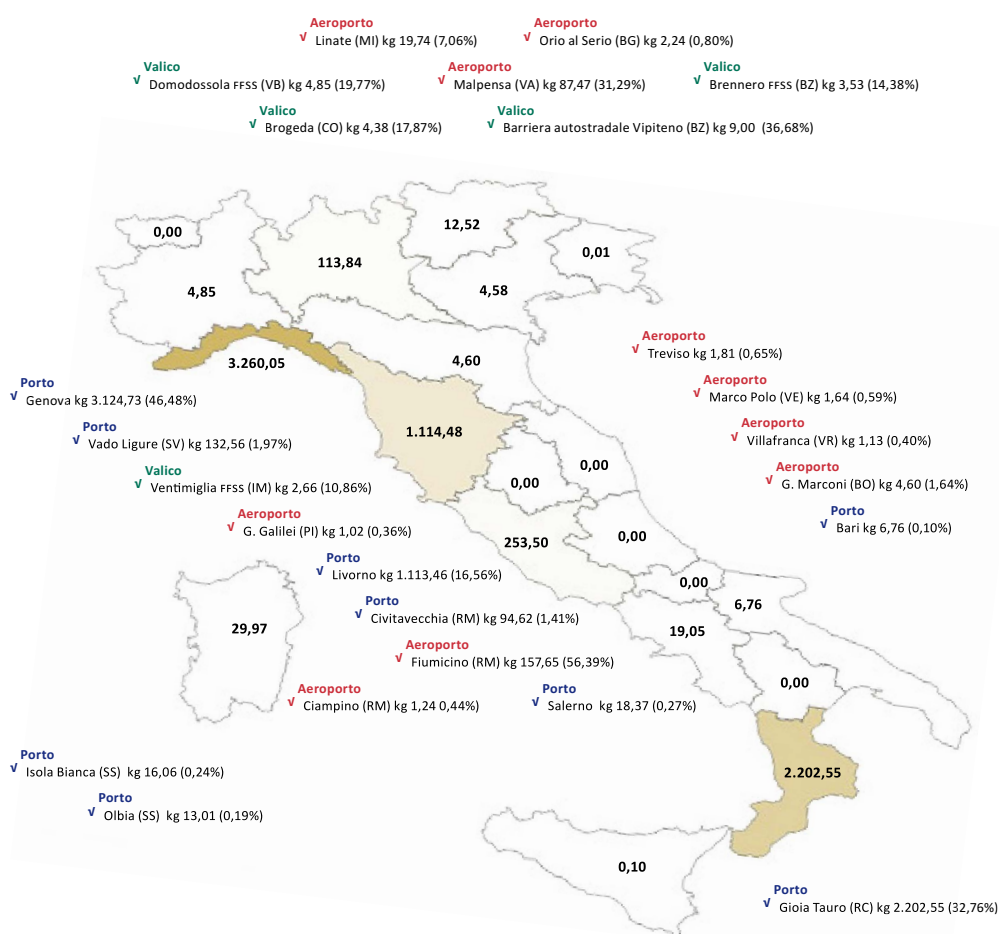 Aeroporto
√ Linate (MI) kg 19,74 (7,06%)
Aeroporto
√ Orio al Serio (BG) kg 2,24 (0,80%)
Valico
√ Domodossola FFSS (VB) kg 4,85 (19,77%)
Aeroporto
√ Malpensa (VA) kg 87,47 (31,29%)
Valico
√ Brennero FFSS (BZ) kg 3,53 (14,38%)
Valico
√ Brogeda (CO) kg 4,38 (17,87%)
Valico
√ Barriera autostradale Vipiteno (BZ) kg 9,00 (36,68%)
0,00
12,52
0,01
113,84
4,85
4,58
3.260,05
4,60
Aeroporto
√ Treviso kg 1,81 (0,65%)
Porto
√ Genova kg 3.124,73 (46,48%)
Aeroporto
√ Marco Polo (VE) kg 1,64 (0,59%)
Porto
√ Vado Ligure (SV) kg 132,56 (1,97%)
1.114,48
Aeroporto
√ Villafranca (VR) kg 1,13 (0,40%)
Valico
√ Ventimiglia FFSS (IM) kg 2,66 (10,86%)
0,00
0,00
Aeroporto
√ G. Marconi (BO) kg 4,60 (1,64%)
Aeroporto
√ G. Galilei (PI) kg 1,02 (0,36%)
253,50
0,00
Porto
√ Bari kg 6,76 (0,10%)
Porto
√ Livorno kg 1.113,46 (16,56%)
0,00
6,76
Porto
√ Civitavecchia (RM) kg 94,62 (1,41%)
29,97
19,05
Aeroporto
√ Fiumicino (RM) kg 157,65 (56,39%)
0,00
Aeroporto
√ Ciampino (RM) kg 1,24 0,44%)
Porto
√ Salerno kg 18,37 (0,27%)
Porto
√ Isola Bianca (SS) kg 16,06 (0,24%)
2.202,55
Porto
√ Olbia (SS) kg 13,01 (0,19%)
0,10
Porto
√ Gioia Tauro (RC) kg 2.202,55 (32,76%)